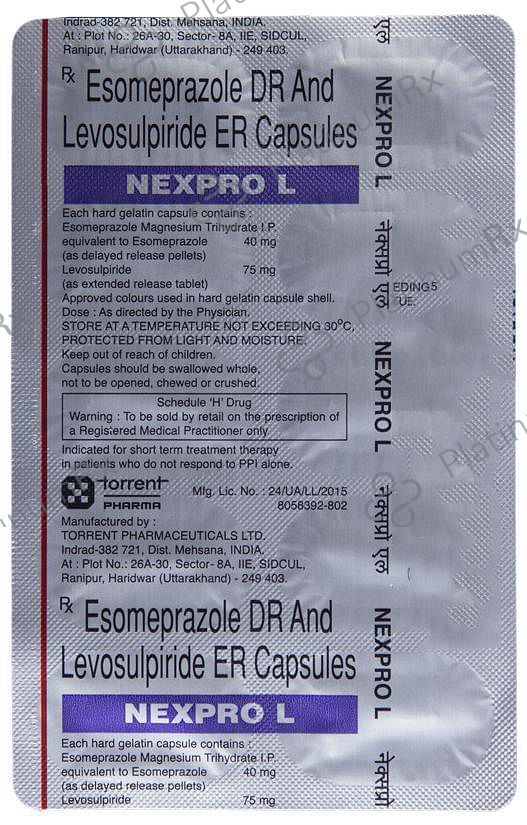 Indrad-382 721, Dist. Mehsana, INDIA.
At : Plot No.: 26A-30, Sector- 8A, IIE, SIDCUL,
Ranipur, Haridwar (Uttarakhand) - 249 403.
Rx Esomeprazole DR And
Levosulpiride ER Capsules
NEXPRO L
Each hard gelatin capsule contains :
Esomeprazole Magnesium Trihydrate I.P.
equivalent to Esomeprazole 40 mg
(as delayed release pellets)
Levosulpiride 75 mg
(as extended release tablet)
Approved colours used in hard gelatin capsule shell.
Dose : As directed by the Physician.
STORE AT A TEMPERATURE NOT EXCEEDING 30°C,
PROTECTED FROM LIGHT AND MOISTURE.
Keep out of reach of children.
Capsules should be swallowed whole,
not to be opened, chewed or crushed.
Schedule 'H' Drug
Warning : To be sold by retail on the prescription of
a Registered Medical Practitioner only
Indicated for short term treatment therapy
in patients who do not respond to PPI alone.
torrent
PHARMA
Mfg. Lic. No. : 24/UA/LL/2015
8058392-802
Manufactured by :
TORRENT PHARMACEUTICALS LTD.
Indrad-382 721, Dist. Mehsana, INDIA.
At : Plot No.: 26A-30, Sector- 8A, IIE, SIDCUL,
Ranipur, Haridwar (Uttarakhand) - 249 403.
Rx Esomeprazole DR And
Levosulpiride ER Capsules
NEXPRO L
Each hard gelatin capsule contains :
Esomeprazole Magnesium Trihydrate I.P.
equivalent to Esomeprazole 40 mg
(as delayed release pellets)
Levosulpiride 75 mg
एल
NEXPRO L
नेक्सप्रो एल
EEDING 5
UE.
NEXPRO L
नेक्सप्रो एल
NEXPRO L
नेक्सप्रो
PlatinumRx